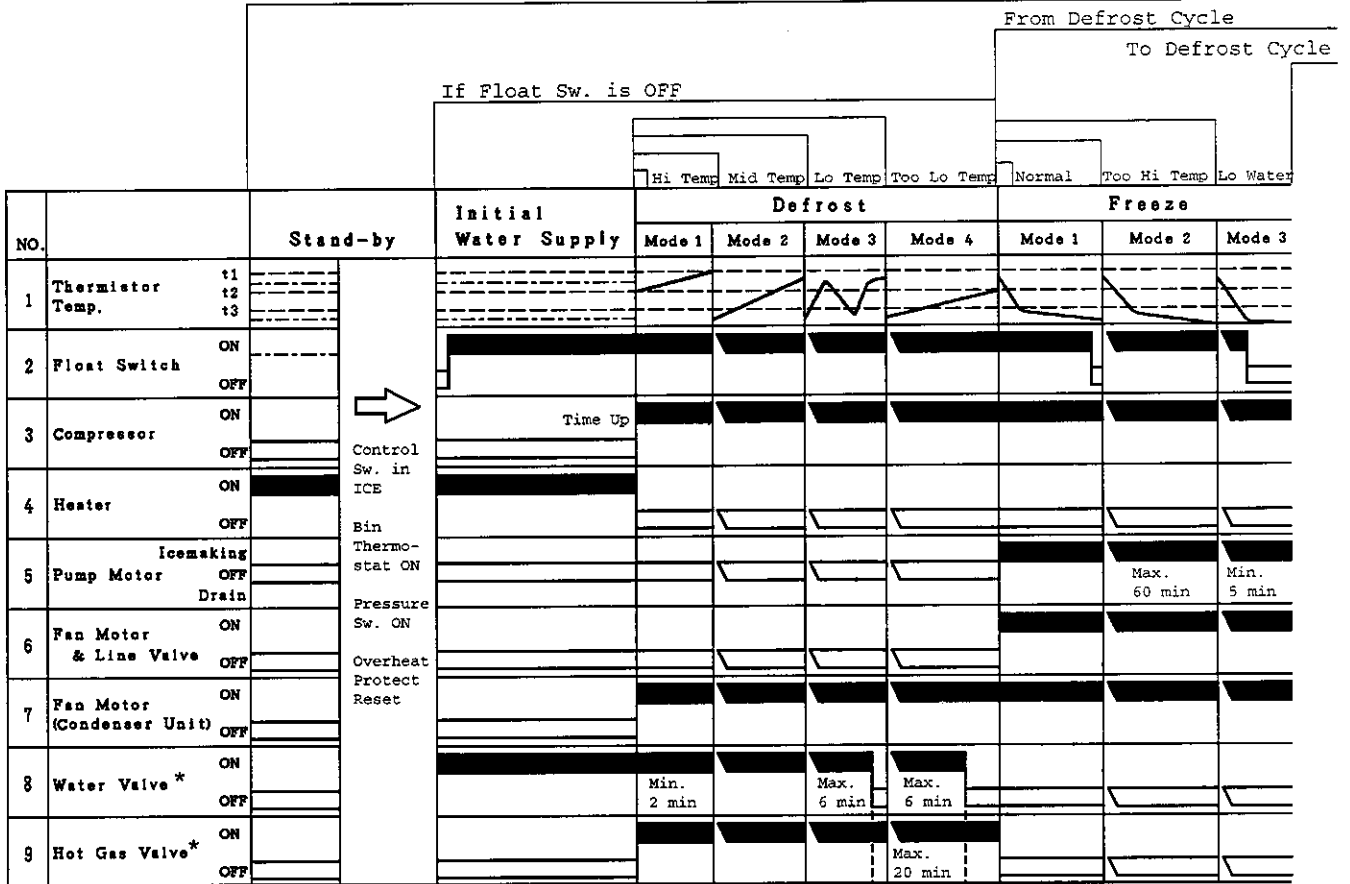 From Defrost Cycle
To Defrost Cycle
If Float Sw. is OFF
Hi Temp Mid Temp Lo Temp Too Lo Temp Normal Too Hi Temp Lo Water
NO. Stand-by Initial Water Supply Defrost Freeze
Mode 1 Mode 2 Mode 3 Mode 4 Mode 1 Mode 2 Mode 3
1 Thermistor Temp. t1 t2 t3
2 Float Switch ON OFF
3 Compressor ON OFF Time Up
4 Heater ON OFF
5 Pump Motor Icemaking OFF Drain Max. 60 min Min. 5 min
6 Fan Motor & Line Valve ON OFF
7 Fan Motor (Condenser Unit) ON OFF
8 Water Valve * ON OFF Min. 2 min Max. 6 min Max. 6 min
9 Hot Gas Valve* ON OFF Max. 20 min
Control
Sw. in
ICE
Bin
Thermo-
stat ON
Pressure
Sw. ON
Overheat
Protect
Reset